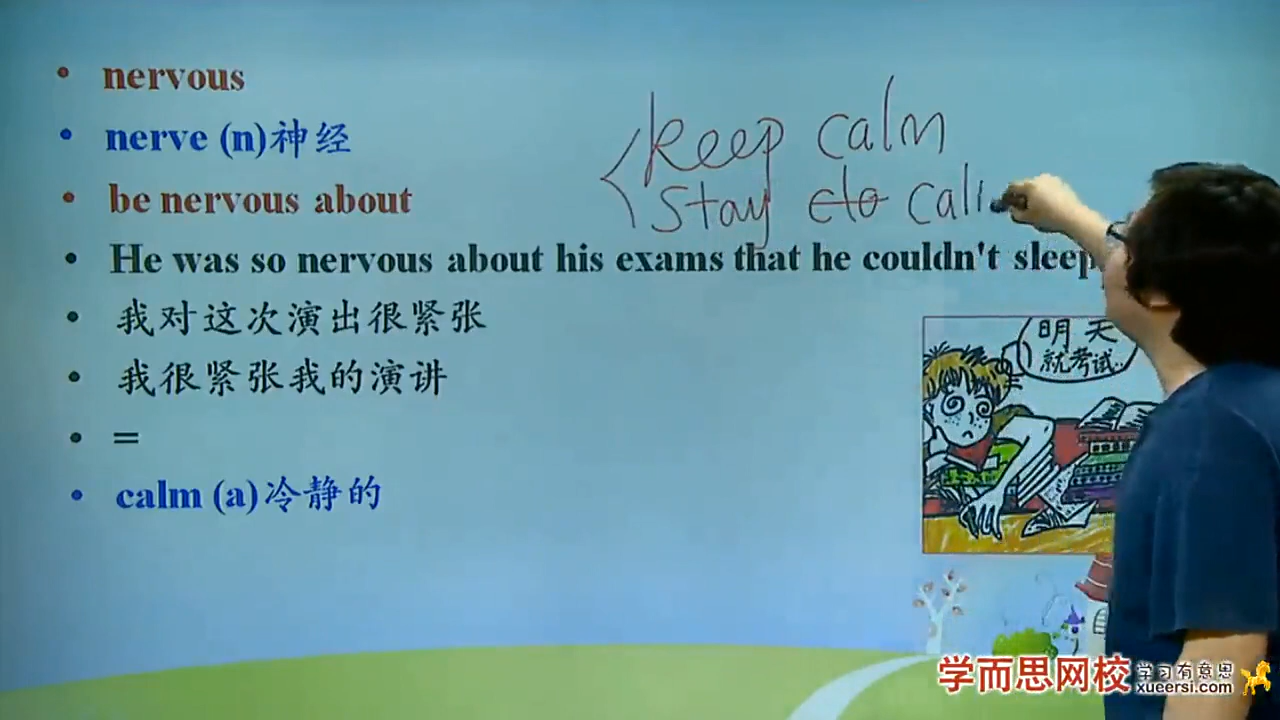 nervous
nerve (n)神经
be nervous about
He was so nervous about his exams that he couldn't sleep
我对这次演出很紧张
我很紧张我的演讲
=
calm (a)冷静的
keep calm
stay calm
明天
就考试..
学而思网校
学习有意思
xueersi.com